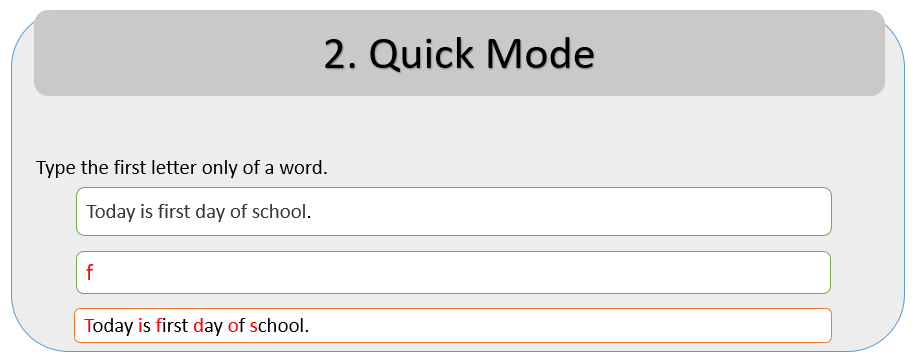 2. Quick Mode
Type the first letter only of a word.
Today is first day of school.
f
Today is first day of school.